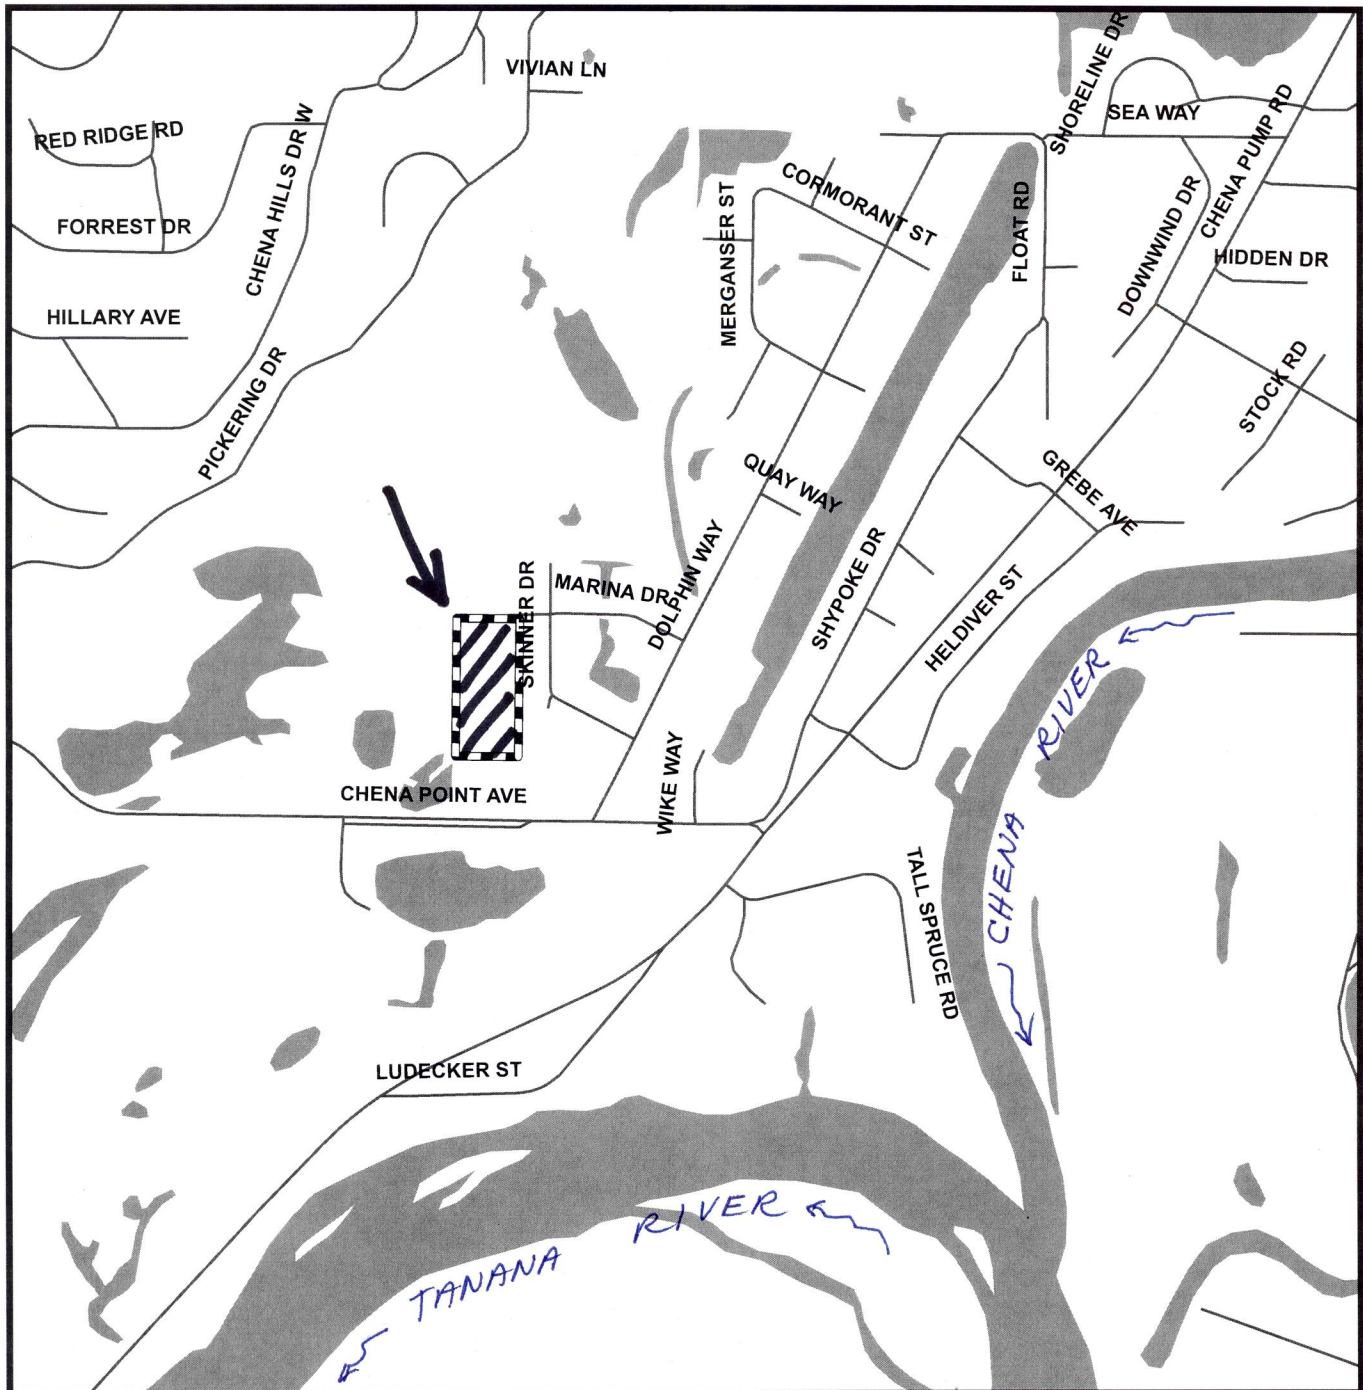 VIVIAN LN
SHORELINE DR
SEA WAY
RED RIDGE RD
CHENA HILLS DR W
CHENA PUMP RD
CORMORANT ST
MERGANSER ST
FLOAT RD
DOWNWIND DR
FORREST DR
HIDDEN DR
HILLARY AVE
PICKERING DR
STOCK RD
QUAY WAY
GREBE AVE
MARINA DR
SKINNER DR
DOLPHIN WAY
SHYPOKE DR
HELDIVER ST
CHENA POINT AVE
WIKE WAY
TALL SPRUCE RD
CHENA RIVER
LUDECKER ST
TANANA RIVER